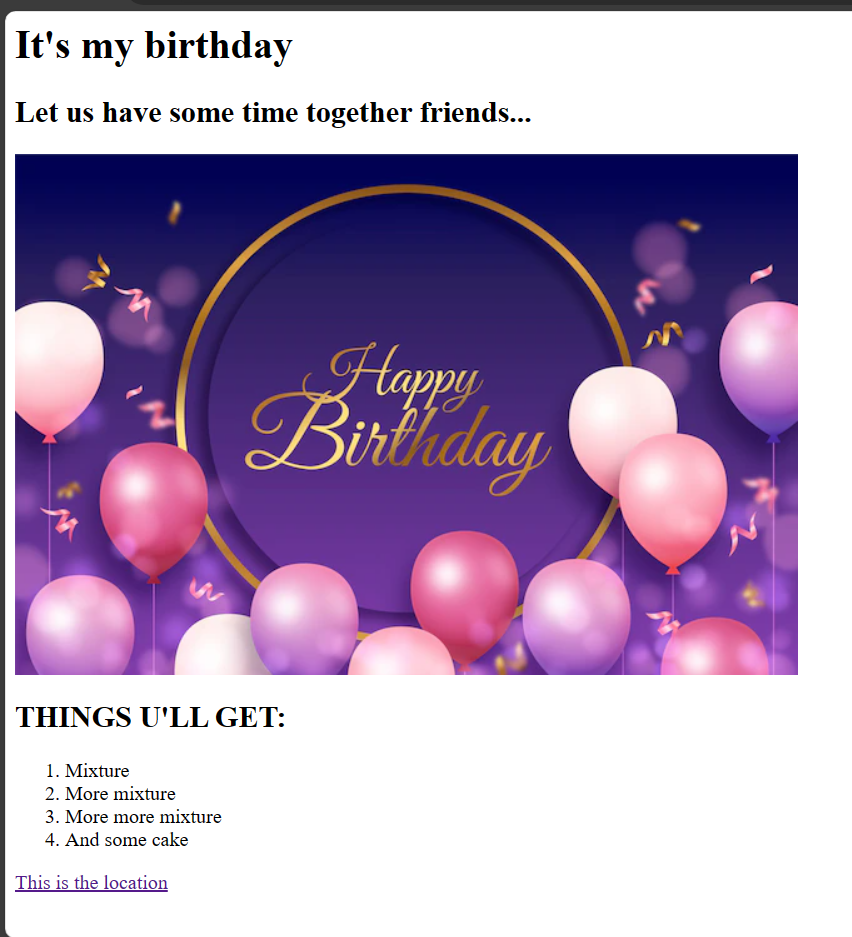 It's my birthday
Let us have some time together friends...
Happy
Birthday
THINGS U'LL GET:
1. Mixture
2. More mixture
3. More more mixture
4. And some cake
This is the location